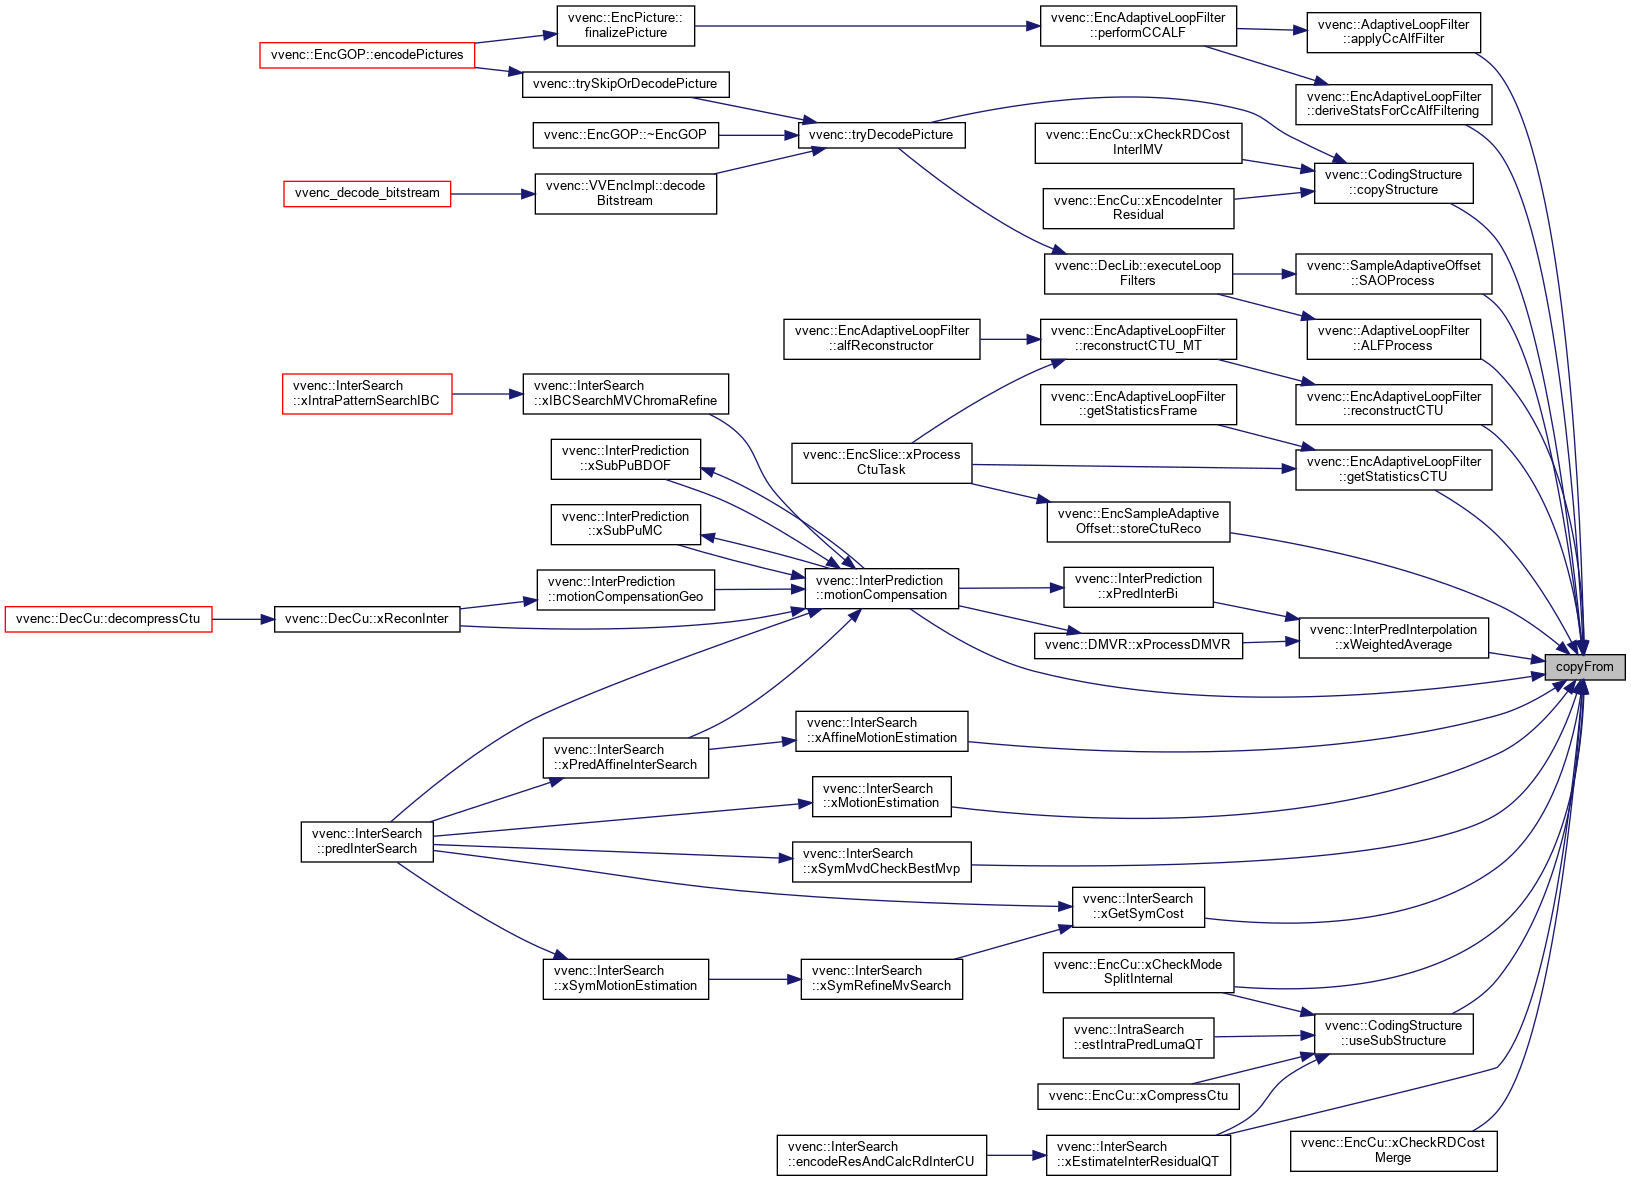 vvenc::EncPicture::
finalizePicture
vvenc::EncAdaptiveLoopFilter
::performCCALF
vvenc::AdaptiveLoopFilter
::applyCcAlfFilter
vvenc::EncGOP::encodePictures
vvenc::trySkipOrDecodePicture
vvenc::EncAdaptiveLoopFilter
::deriveStatsForCcAlfFiltering
vvenc::EncGOP::~EncGOP
vvenc::tryDecodePicture
vvenc::EncCu::xCheckRDCost
InterIMV
vvenc::CodingStructure
::copyStructure
vvenc_decode_bitstream
vvenc::VVEncImpl::decode
Bitstream
vvenc::EncCu::xEncodeInter
Residual
vvenc::DecLib::executeLoop
Filters
vvenc::SampleAdaptiveOffset
::SAOProcess
vvenc::EncAdaptiveLoopFilter
::alfReconstructor
vvenc::EncAdaptiveLoopFilter
::reconstructCTU_MT
vvenc::AdaptiveLoopFilter
::ALFProcess
vvenc::InterSearch
::xIntraPatternSearchIBC
vvenc::InterSearch
::xIBCSearchMVChromaRefine
vvenc::EncAdaptiveLoopFilter
::getStatisticsFrame
vvenc::EncAdaptiveLoopFilter
::reconstructCTU
vvenc::InterPrediction
::xSubPuBDOF
vvenc::EncSlice::xProcess
CtuTask
vvenc::EncAdaptiveLoopFilter
::getStatisticsCTU
vvenc::InterPrediction
::xSubPuMC
vvenc::EncSampleAdaptive
Offset::storeCtuReco
vvenc::DecCu::decompressCtu
vvenc::DecCu::xReconInter
vvenc::InterPrediction
::motionCompensationGeo
vvenc::InterPrediction
::motionCompensation
vvenc::InterPrediction
::xPredInterBi
vvenc::DMVR::xProcessDMVR
vvenc::InterPredInterpolation
::xWeightedAverage
copyFrom
vvenc::InterSearch
::xPredAffineInterSearch
vvenc::InterSearch
::xAffineMotionEstimation
vvenc::InterSearch
::xMotionEstimation
vvenc::InterSearch
::predInterSearch
vvenc::InterSearch
::xSymMvdCheckBestMvp
vvenc::InterSearch
::xGetSymCost
vvenc::InterSearch
::xSymMotionEstimation
vvenc::InterSearch
::xSymRefineMvSearch
vvenc::EncCu::xCheckMode
SplitInternal
vvenc::IntraSearch
::estIntraPredLumaQT
vvenc::CodingStructure
::useSubStructure
vvenc::EncCu::xCompressCtu
vvenc::InterSearch
::encodeResAndCalcRdInterCU
vvenc::InterSearch
::xEstimateInterResidualQT
vvenc::EncCu::xCheckRDCost
Merge